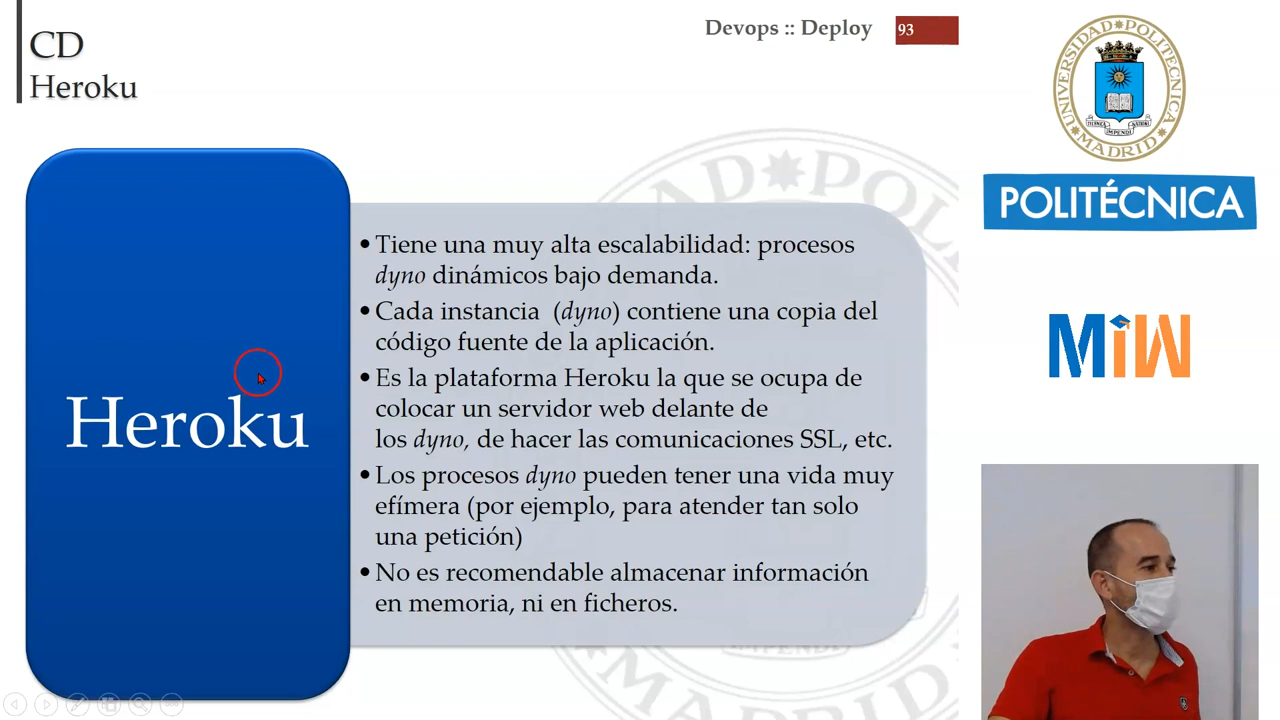 CD
Heroku
Devops :: Deploy
93
Heroku
•Tiene una muy alta escalabilidad: procesos
dyno dinámicos bajo demanda.
•Cada instancia (dyno) contiene una copia del
código fuente de la aplicación.
•Es la plataforma Heroku la que se ocupa de
colocar un servidor web delante de
los dyno, de hacer las comunicaciones SSL, etc.
•Los procesos dyno pueden tener una vida muy
efímera (por ejemplo, para atender tan solo
una petición)
•No es recomendable almacenar información
en memoria, ni en ficheros.
UNIVERSIDAD POLITECNICA
MADRID
POLITÉCNICA
MiW